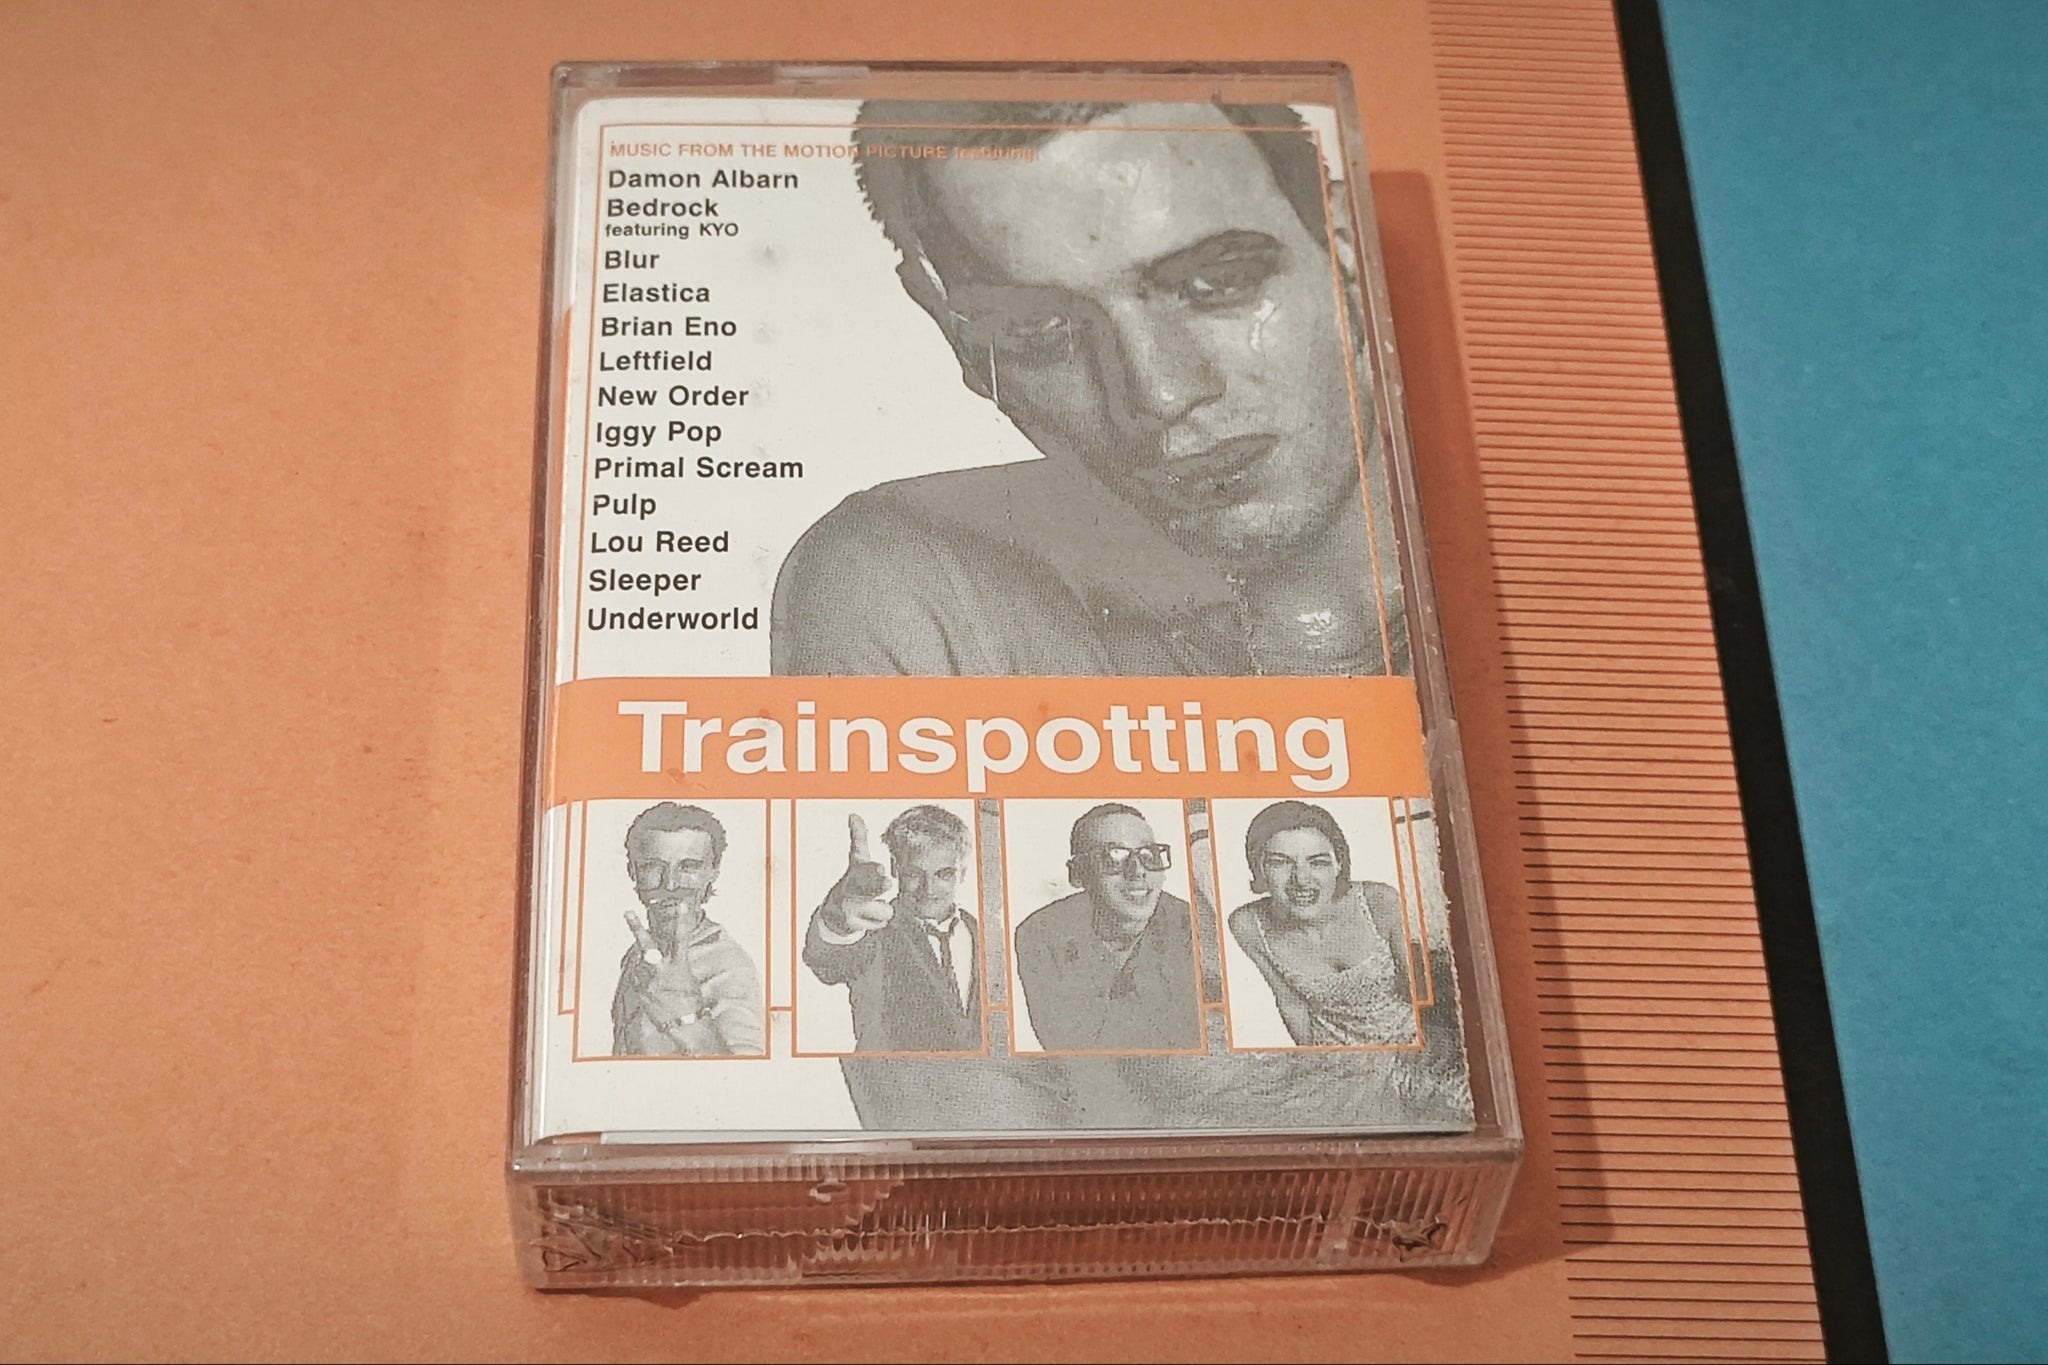 MUSIC FROM THE MOTION PICTURE featuring:
Damon Albarn
Bedrock
featuring KYO
Blur
Elastica
Brian Eno
Leftfield
New Order
Iggy Pop
Primal Scream
Pulp
Lou Reed
Sleeper
Underworld
Trainspotting